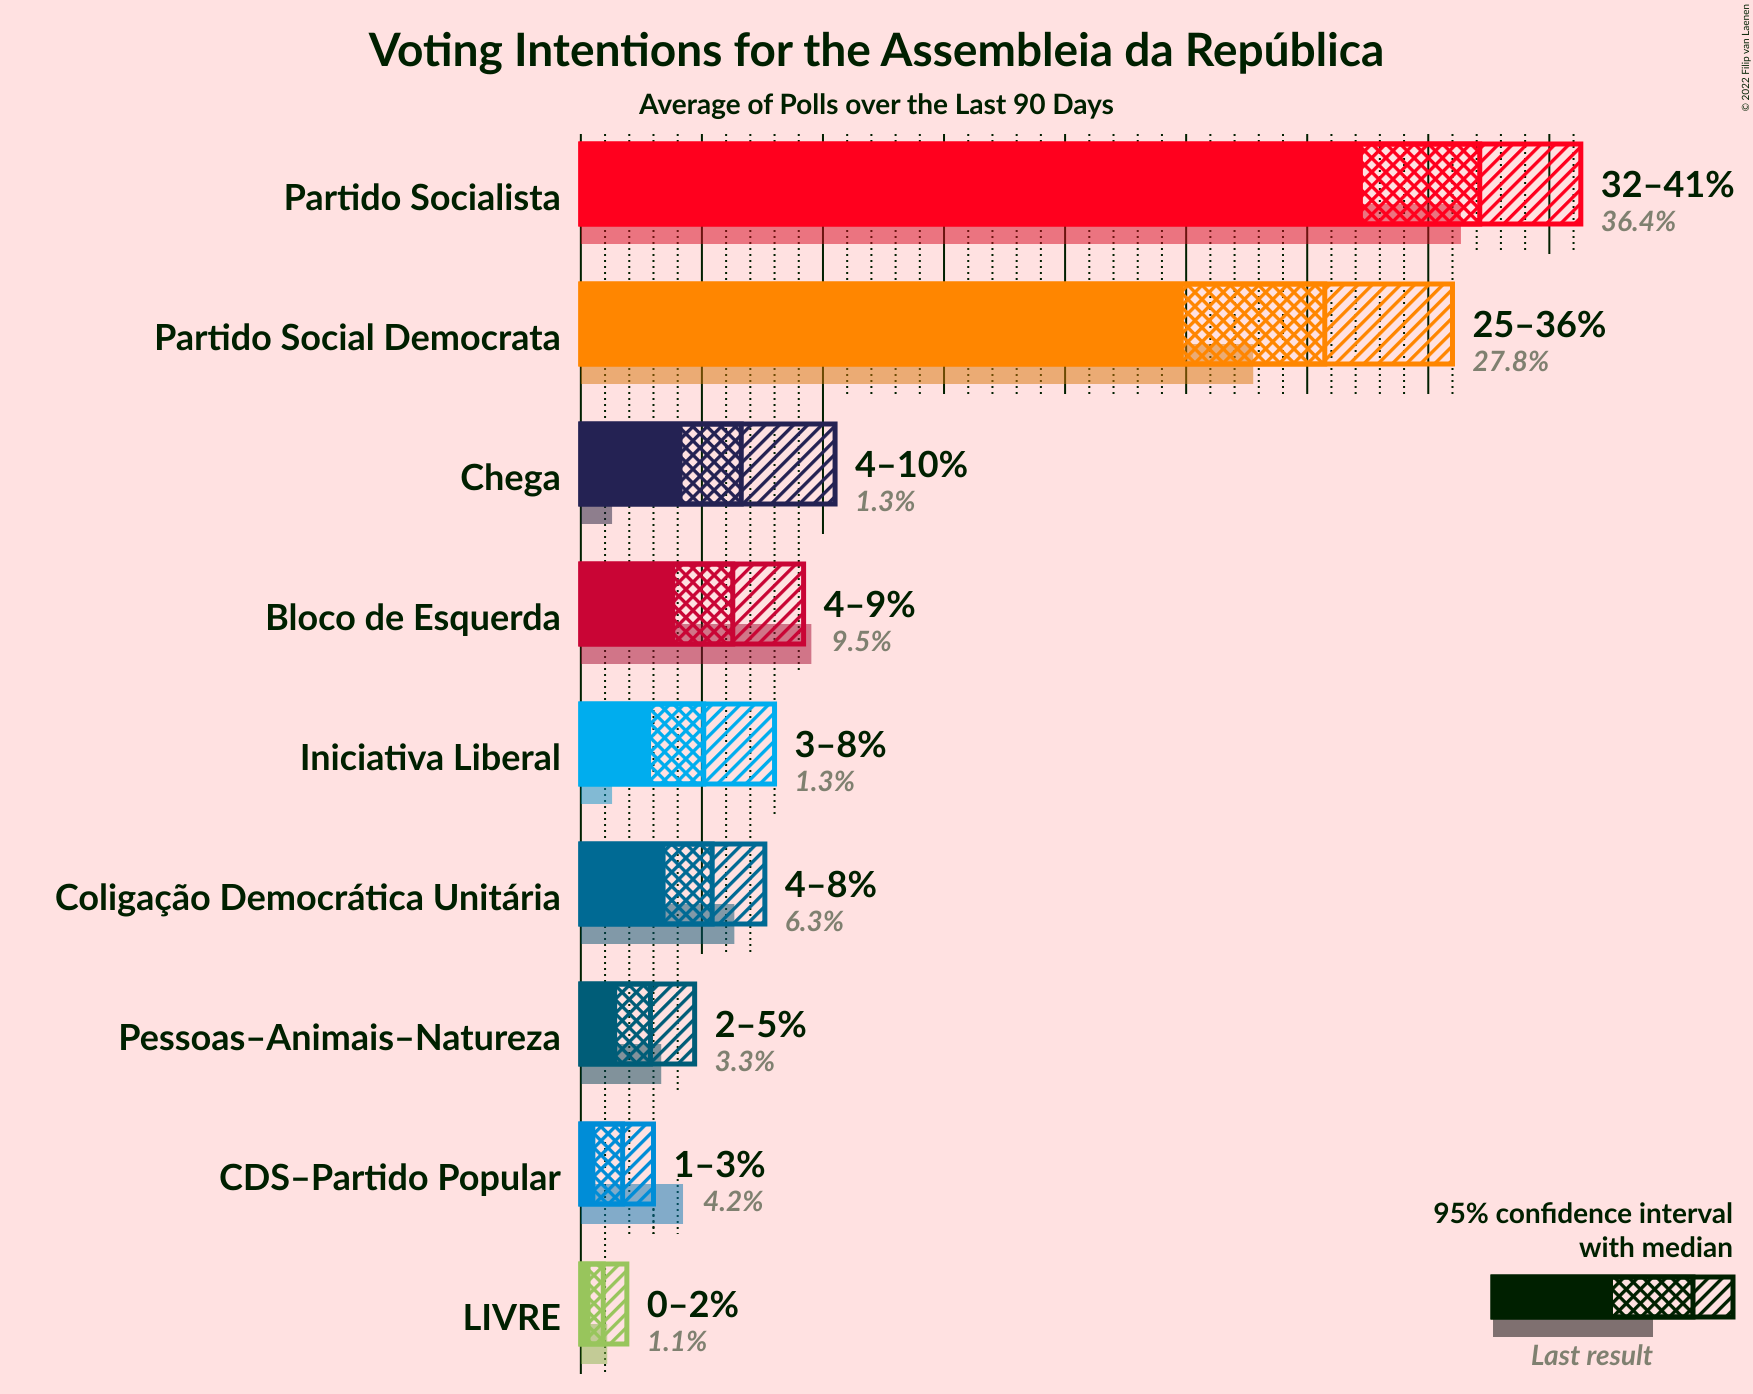 Voting Intentions for the Assembleia da República
Average of Polls over the Last 90 Days
© 2022 Filip van Laenen
Partido Socialista
32–41%
36.4%
Partido Social Democrata
25–36%
27.8%
Chega
4–10%
1.3%
Bloco de Esquerda
4–9%
9.5%
Iniciativa Liberal
3–8%
1.3%
Coligação Democrática Unitária
4–8%
6.3%
Pessoas–Animais–Natureza
2–5%
3.3%
CDS–Partido Popular
1–3%
4.2%
LIVRE
0–2%
1.1%
95% confidence interval
with median
Last result